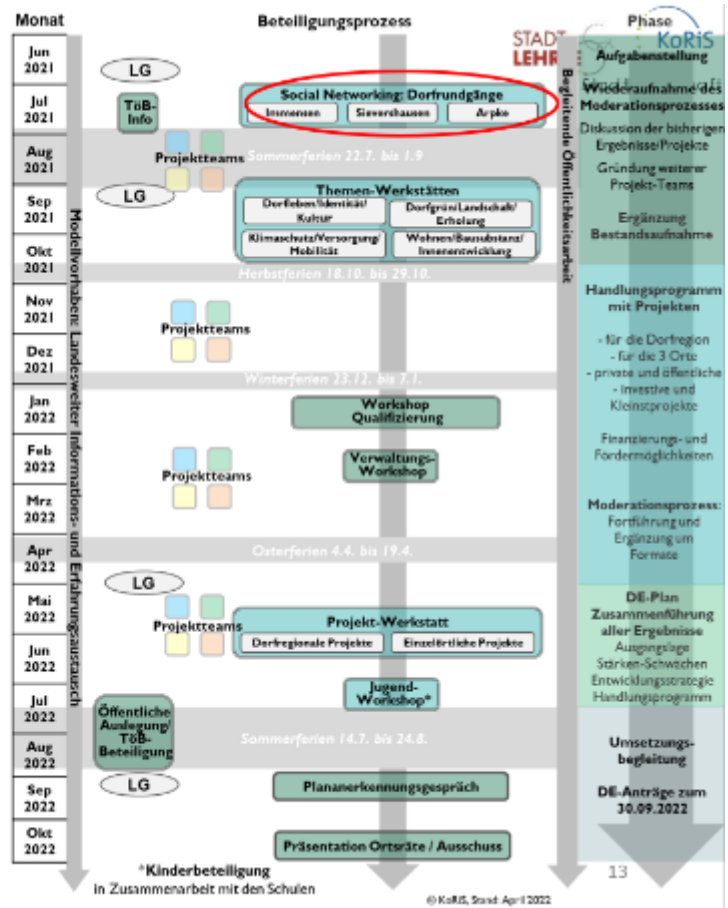 Monat
Beteiligungsprozess
Phase
STADT
LEHRTE
KoRiS
Jun
2021
Jul
2021
Aug
2021
Sep
2021
Okt
2021
Nov
2021
Dez
2021
Jan
2022
Feb
2022
Mrz
2022
Apr
2022
Mai
2022
Jun
2022
Jul
2022
Aug
2022
Sep
2022
Okt
2022
Modellvorhaben: Landesweiter Informations- und Erfahrungsaustausch
LG
TöB-
Info
Social Networking: Dorfrundgänge
Immensen
Sievershausen
Arpke
Projektteams
Sommerferien 22.7. bis 1.9
LG
Themen-Werkstätten
Dorfleben/Identität/
Kultur
Dorfgrün/Landschaft/
Erholung
Klimaschutz/Versorgung/
Mobilität
Wohnen/Bausubstanz/
Innenentwicklung
Herbstferien 18.10. bis 29.10.
Projektteams
Winterferien 23.12. bis 7.1.
Workshop
Qualifizierung
Verwaltungs-
Workshop
Projektteams
Osterferien 4.4. bis 19.4.
LG
Projektteams
Projekt-Werkstatt
Dorfregionale Projekte
Einzelörtliche Projekte
Jugend-
Workshop*
Öffentliche
Auslegung/
TöB-
Beteiligung
Sommerferien 14.7. bis 24.8.
LG
Plananerkennungsgespräch
Präsentation Ortsräte / Ausschuss
Begleitende Öffentlichkeitsarbeit
Aufgabenstellung
Wiederaufnahme des
Moderationsprozesses
Diskussion der bisherigen
Ergebnisse/Projekte
Gründung weiterer
Projekt-Teams
Ergänzung
Bestandsaufnahme
Handlungsprogramm
mit Projekten
- für die Dorfregion
- für die 3 Orte
- private und öffentliche
- investive und
Kleinstprojekte
Finanzierungs- und
Fördermöglichkeiten
Moderationsprozess:
Fortführung und
Ergänzung um
Formate
DE-Plan
Zusammenführung
aller Ergebnisse
Ausgangslage
Stärken-Schwächen
Entwicklungsstrategie
Handlungsprogramm
Umsetzungs-
begleitung
DE-Anträge zum
30.09.2022
13
*Kinderbeteiligung
in Zusammenarbeit mit den Schulen
© KoRiS, Stand: April 2022